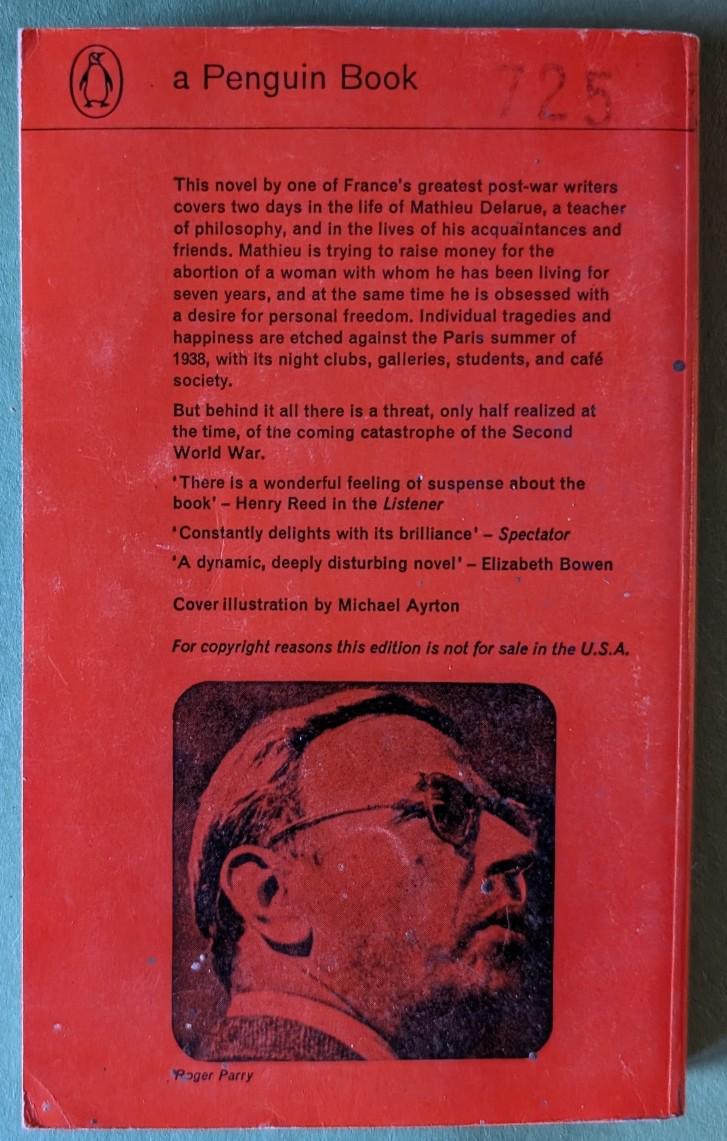 a Penguin Book
725
This novel by one of France's greatest post-war writers
covers two days in the life of Mathieu Delarue, a teacher
of philosophy, and in the lives of his acquaintances and
friends. Mathieu is trying to raise money for the
abortion of a woman with whom he has been living for
seven years, and at the same time he is obsessed with
a desire for personal freedom. Individual tragedies and
happiness are etched against the Paris summer of
1938, with its night clubs, galleries, students, and café
society.
But behind it all there is a threat, only half realized at
the time, of the coming catastrophe of the Second
World War.
'There is a wonderful feeling of suspense about the
book' – Henry Reed in the Listener
'Constantly delights with its brilliance' – Spectator
'A dynamic, deeply disturbing novel' – Elizabeth Bowen
Cover illustration by Michael Ayrton
For copyright reasons this edition is not for sale in the U.S.A.
Roger Parry